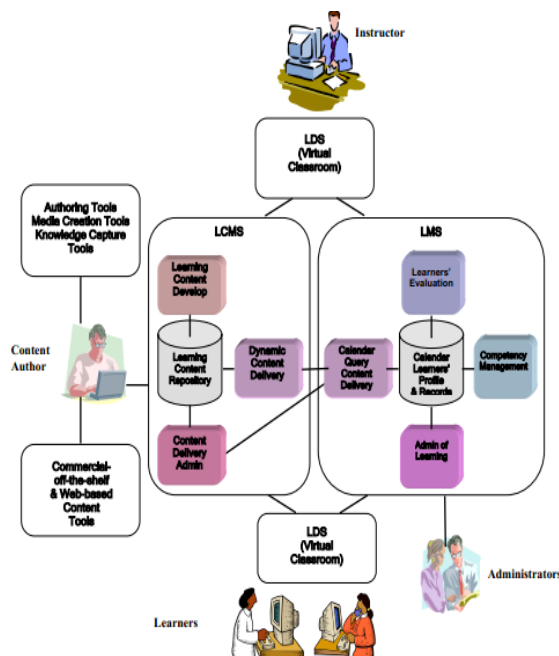 Instructor
LDS
(Virtual
Classroom)
Authoring Tools
Media Creation Tools
Knowledge Capture
Tools
LCMS
LMS
Learning
Content
Develop
Learners'
Evaluation
Content
Author
Learning
Content
Repository
Dynamic
Content
Delivery
Calendar
Query
Content
Delivery
Calendar
Learners'
Profile
& Records
Competency
Management
Content
Delivery
Admin
Admin of
Learning
Commercial-
off-the-shelf
& Web-based
Content
Tools
LDS
(Virtual
Classroom)
Administrators
Learners